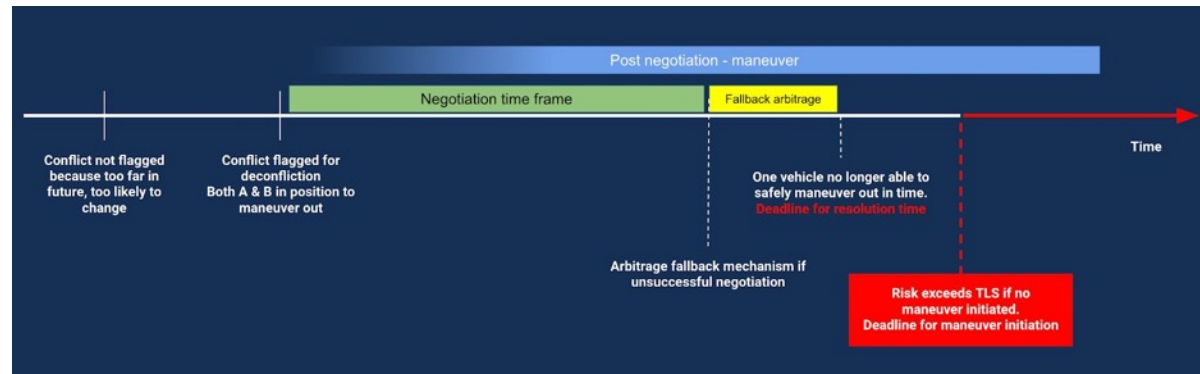 Post negotiation - maneuver
Negotiation time frame
Fallback arbitrage
Time
Conflict not flagged
because too far in
future, too likely to
change
Conflict flagged for
deconfliction
Both A & B in position to
maneuver out
One vehicle no longer able to
safely maneuver out in time.
Deadline for resolution time
Arbitrage fallback mechanism if
unsuccessful negotiation
Risk exceeds TLS if no
maneuver initiated.
Deadline for maneuver initiation